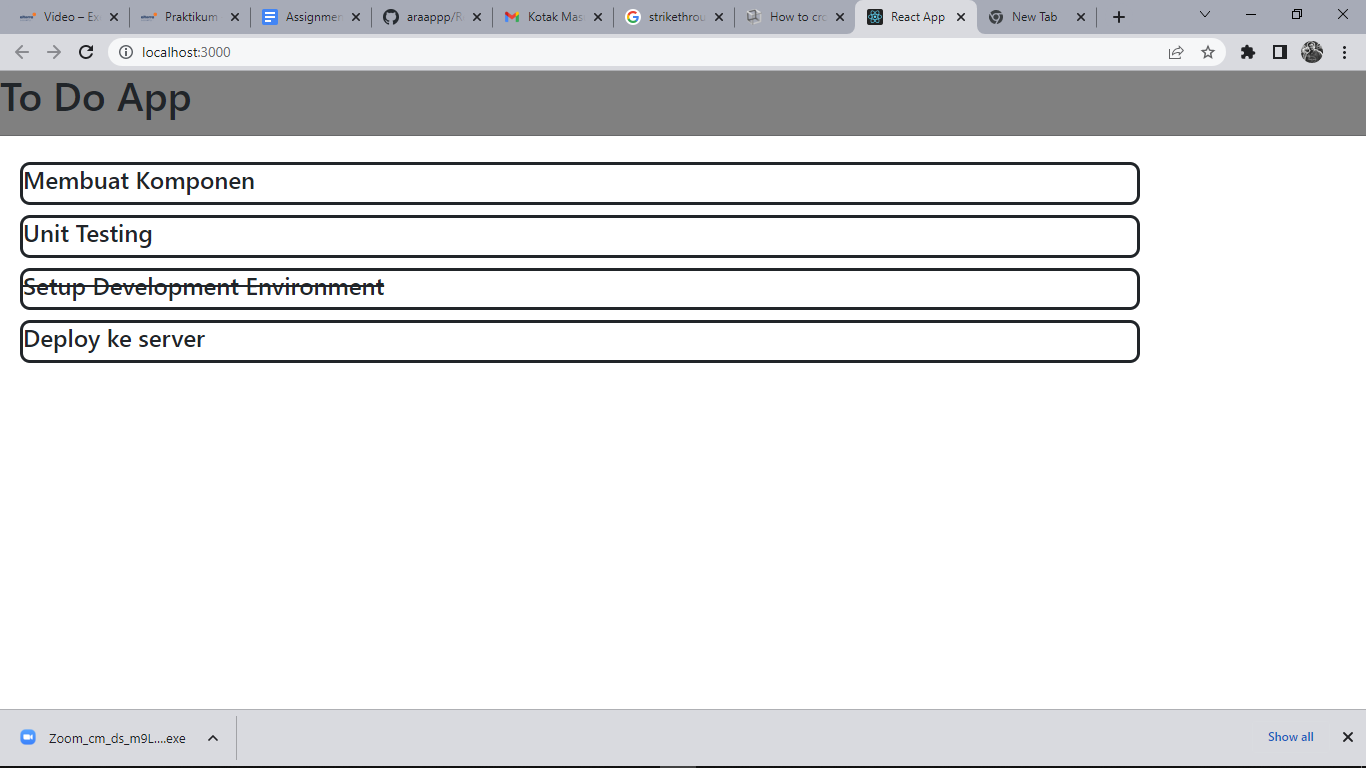 Video – Ex
Praktikum
Assignmen
araappp/R
Kotak Mas
strikethrou
How to cro
React App
New Tab
localhost:3000
To Do App
Membuat Komponen
Unit Testing
Setup Development Environment
Deploy ke server
Zoom_cm_ds_m9L....exe
Show all